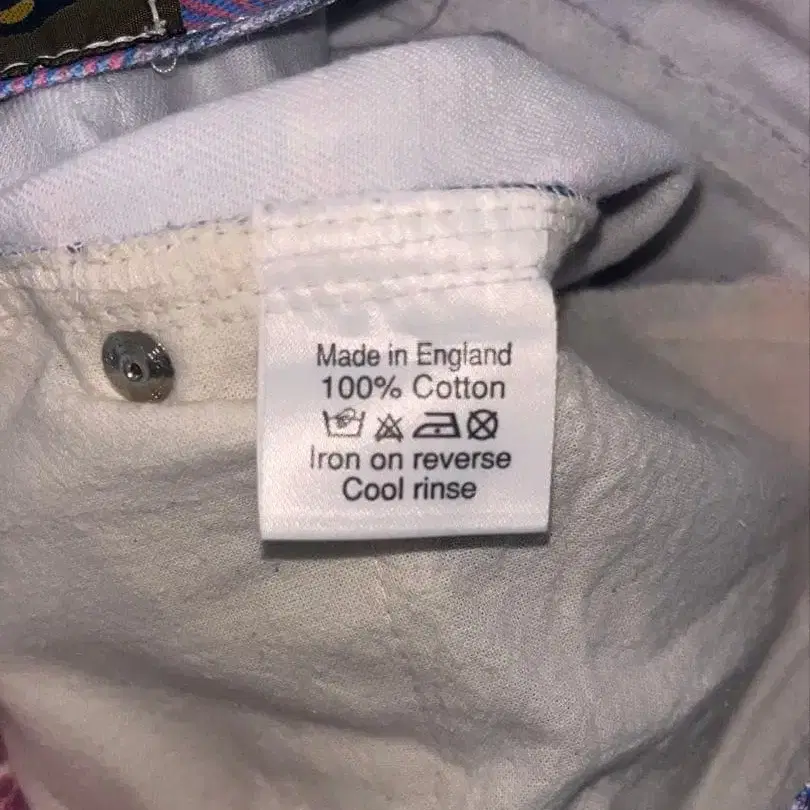 Made in England
100% Cotton
Iron on reverse
Cool rinse